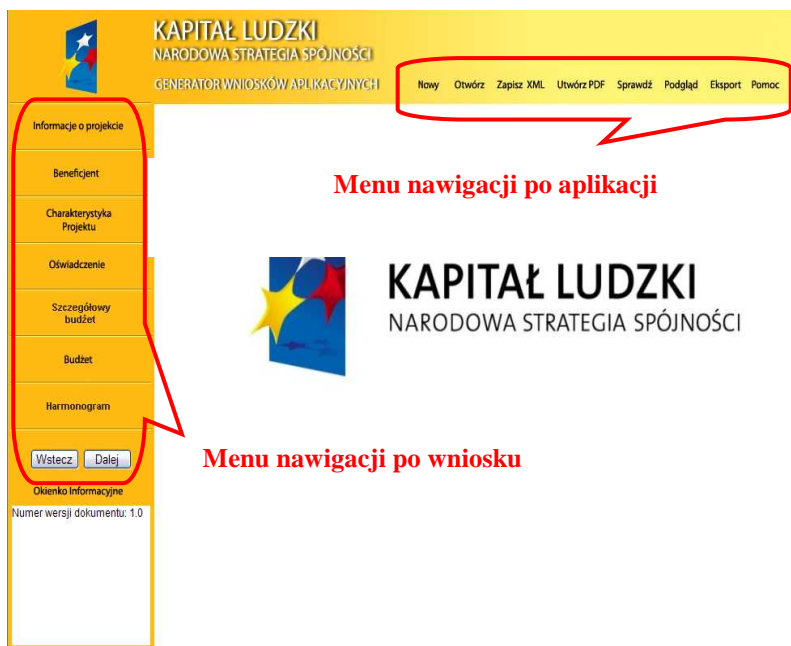 KAPITAŁ LUDZKI
NARODOWA STRATEGIA SPÓJNOŚCI
GENERATOR WNIOSKÓW APLIKACYJNYCH
Nowy Otwórz Zapisz XML Utwórz PDF Sprawdź Podgląd Eksport Pomoc
Informacje o projekcie
Beneficjent
Charakterystyka
Projektu
Oświadczenie
Szczegółowy
budżet
Budżet
Harmonogram
Wstecz Dalej
Okienko Informacyjne
Numer wersji dokumentu: 1.0
Menu nawigacji po aplikacji
KAPITAŁ LUDZKI
NARODOWA STRATEGIA SPÓJNOŚCI
Menu nawigacji po wniosku